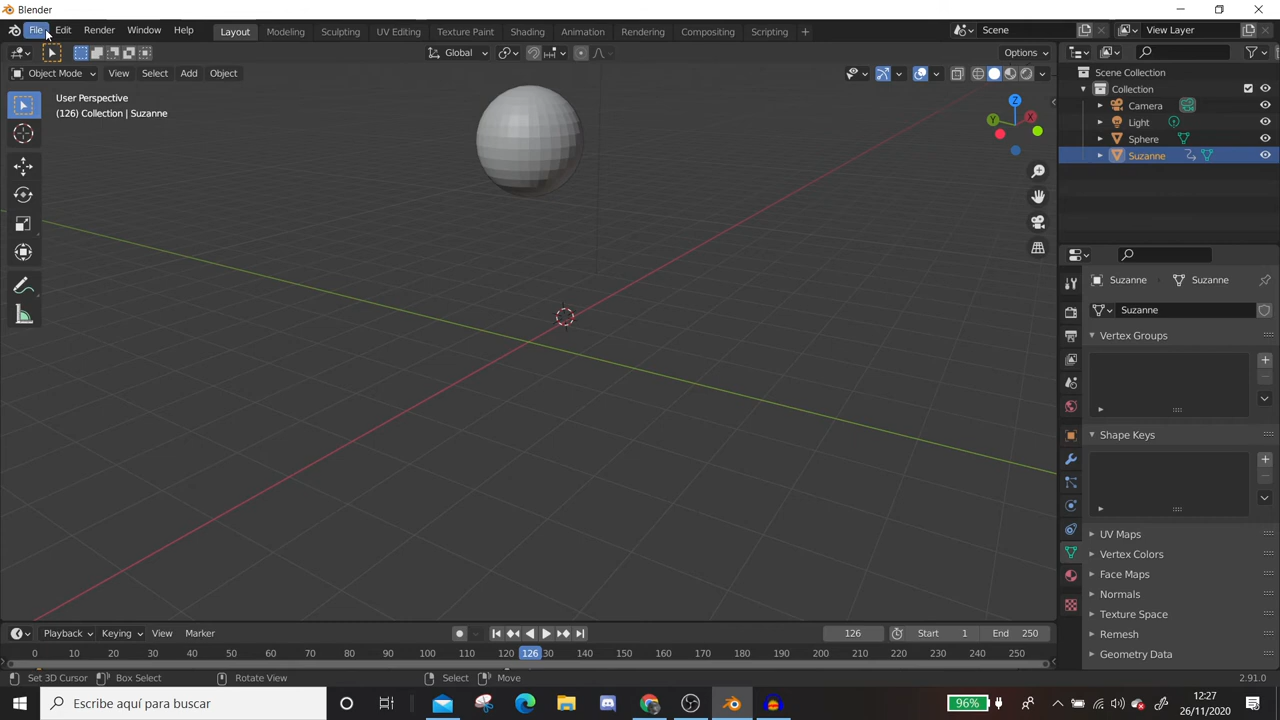 Blender
File Edit Render Window Help Layout Modeling Sculpting UV Editing Texture Paint Shading Animation Rendering Compositing Scripting + Scene View Layer
Global Options
Object Mode View Select Add Object
User Perspective
(126) Collection | Suzanne
Z
Y X
Scene Collection
Collection
Camera
Light
Sphere
Suzanne
Suzanne Suzanne
Suzanne
Vertex Groups
Shape Keys
UV Maps
Vertex Colors
Face Maps
Normals
Texture Space
Remesh
Geometry Data
Playback Keying View Marker 126 Start 1 End 250
0 10 20 30 40 50 60 70 80 90 100 110 120 126 130 140 150 160 170 180 190 200 210 220 230 240 250
Set 3D Cursor Box Select Rotate View Select Move 2.91.0
Escribe aquí para buscar
96%
12:27
26/11/2020